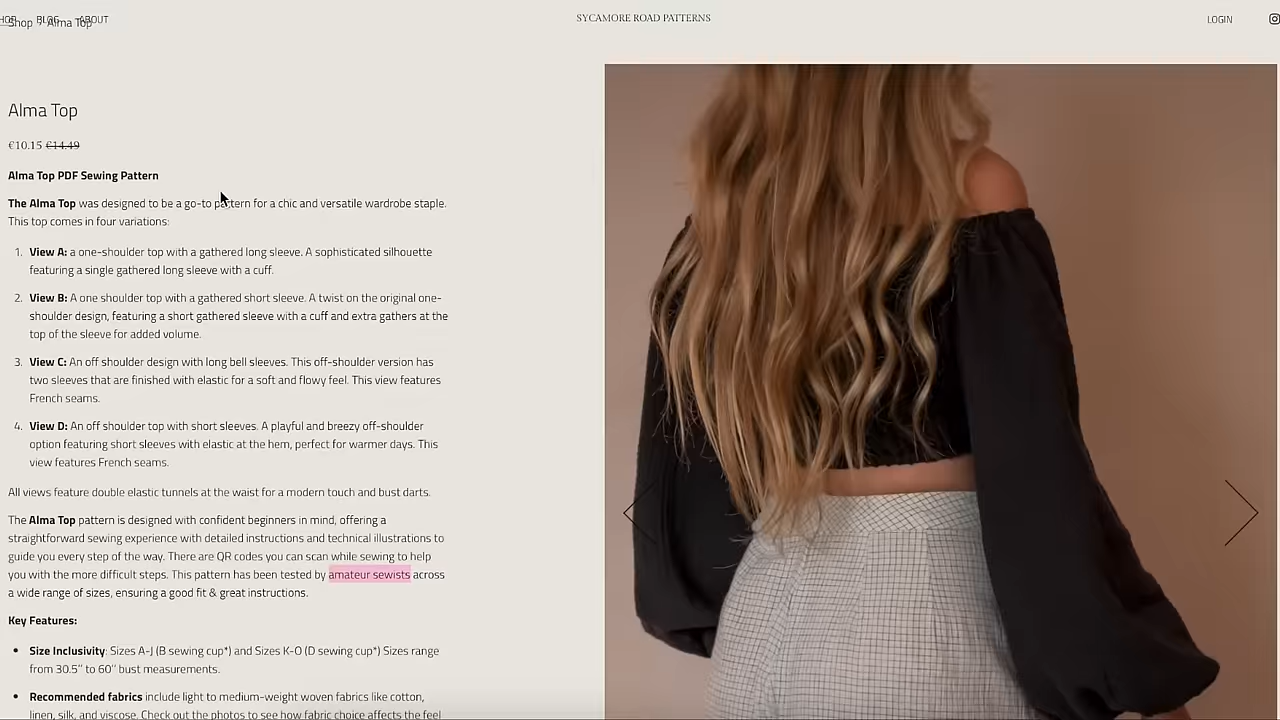 BLOG
ABOUT
SYCAMORE ROAD PATTERNS
LOGIN
Shop / Alma Top
Alma Top
€10.15 €14.49
Alma Top PDF Sewing Pattern
The Alma Top was designed to be a go-to pattern for a chic and versatile wardrobe staple.
This top comes in four variations:
1. View A: a one-shoulder top with a gathered long sleeve. A sophisticated silhouette
featuring a single gathered long sleeve with a cuff.
2. View B: A one shoulder top with a gathered short sleeve. A twist on the original one-
shoulder design, featuring a short gathered sleeve with a cuff and extra gathers at the
top of the sleeve for added volume.
3. View C: An off shoulder design with long bell sleeves. This off-shoulder version has
two sleeves that are finished with elastic for a soft and flowy feel. This view features
French seams.
4. View D: An off shoulder top with short sleeves. A playful and breezy off-shoulder
option featuring short sleeves with elastic at the hem, perfect for warmer days. This
view features French seams.
All views feature double elastic tunnels at the waist for a modern touch and bust darts.
The Alma Top pattern is designed with confident beginners in mind, offering a
straightforward sewing experience with detailed instructions and technical illustrations to
guide you every step of the way. There are QR codes you can scan while sewing to help
you with the more difficult steps. This pattern has been tested by amateur sewists across
a wide range of sizes, ensuring a good fit & great instructions.
Key Features:
• Size Inclusivity: Sizes A-J (B sewing cup*) and Sizes K-O (D sewing cup*) Sizes range
from 30.5’’ to 60’’ bust measurements.
• Recommended fabrics include light to medium-weight woven fabrics like cotton,
linen, silk, and viscose. Check out the photos to see how fabric choice affects the feel